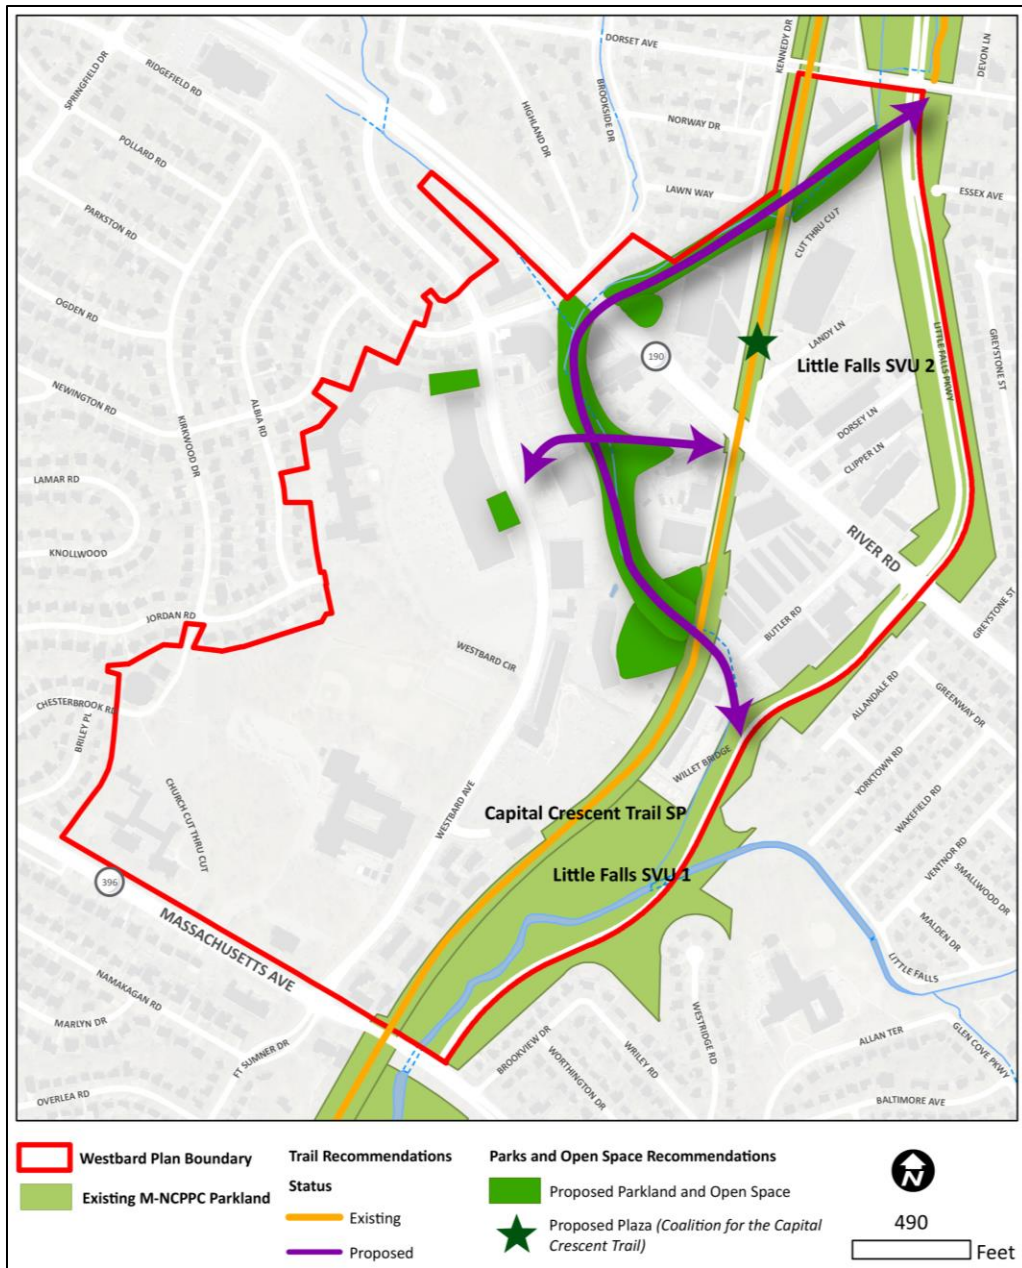 DORSET AVE
KENNEDY DR
DEVON LN
SPRINGFIELD DR
RIDGEFIELD RD
HIGHLAND DR
BROOKSIDE DR
NORWAY DR
POLLARD RD
LAWN WAY
ESSEX AVE
PARKSTON RD
CUT THRU CUT
OGDEN RD
LANDY LN
LITTLE FALLS PKWY
GREYSTONE ST
190
Little Falls SVU 2
NEWINGTON RD
KIRKWOOD DR
ALBIA RD
DORSEY LN
CLIPPER LN
LAMAR RD
KNOLLWOOD
RIVER RD
JORDAN RD
BUTLER RD
GREYSTONE ST
WESTBARD CIR
ALLANDALE RD
GREENWAY DR
CHESTERBROOK RD
BRILEY PL
WILLET BRIDGE
YORKTOWN RD
WAKEFIELD RD
CHURCH CUT THRU CUT
WESTBARD AVE
Capital Crescent Trail SP
VENTNOR RD
SMALLWOOD DR
Little Falls SVU 1
396
MALDEN DR
MASSACHUSETTS AVE
LITTLE FALLS
NAMAKAGAN RD
MARLYN DR
FT SUMNER DR
BROOKVIEW DR
WORTHINGTON DR
WRILEY RD
WESTRIDGE RD
ALLAN TER
GLEN COVE PKWY
OVERLEA RD
BALTIMORE AVE
Westbard Plan Boundary
Existing M-NCPPC Parkland
Trail Recommendations
Status
Existing
Proposed
Parks and Open Space Recommendations
Proposed Parkland and Open Space
Proposed Plaza (Coalition for the Capital
Crescent Trail)
N
490
Feet